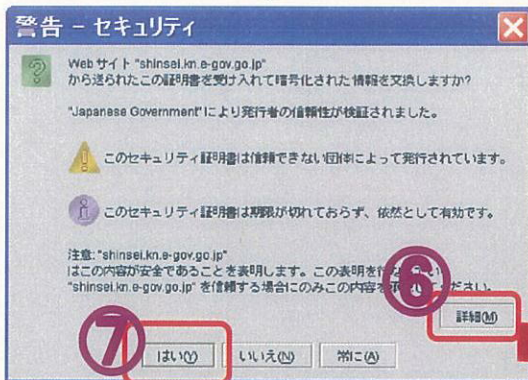 警告 - セキュリティ
Web サイト "shinsei.kn.e-gov.go.jp"
から送られたこの証明書を受け入れて暗号化された情報を交換しますか?
"Japanese Government" により発行者の信頼性が検証されました。
このセキュリティ証明書は信頼できない団体によって発行されています。
このセキュリティ証明書は期限が切れておらず、依然として有効です。
注意: "shinsei.kn.e-gov.go.jp"
はこの内容が安全であることを表明します。この表明を
"shinsei.kn.e-gov.go.jp" を信頼する場合にのみこの内容を
ください。
⑥
詳細(M)
⑦
はい(Y) いいえ(N) 常に(A)